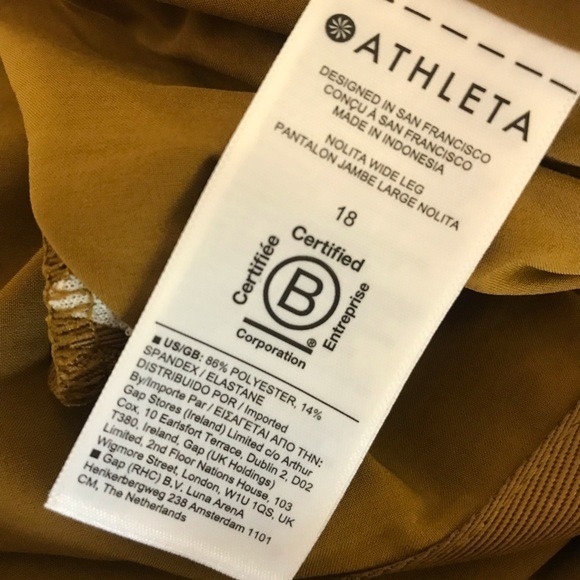 ATHLETA
DESIGNED IN SAN FRANCISCO
CONÇU À SAN FRANCISCO
MADE IN INDONESIA
NOLITA WIDE LEG
PANTALON JAMBE LARGE NOLITA
18
Certified
Certifiée
B
Entreprise
®
Corporation
■ US/GB: 86% POLYESTER, 14%
SPANDEX / ELASTANE
DISTRIBUIDO POR / Imported
By/Importe Par / ΕΙΣΑΓΕΤΑΙ ΑΠΟ ΤΗΝ:
Gap Stores (Ireland) Limited c/o Arthur
Cox, 10 Earlsfort Terrace, Dublin 2, D02
T380, Ireland, Gap (UK Holdings)
Limited, 2nd Floor Nations House, 103
Wigmore Street, London, W1U 1QS, UK
■ Gap (RHC) B.V, Luna ArenA
Herikerbergweg 238 Amsterdam 1101
CM, The Netherlands